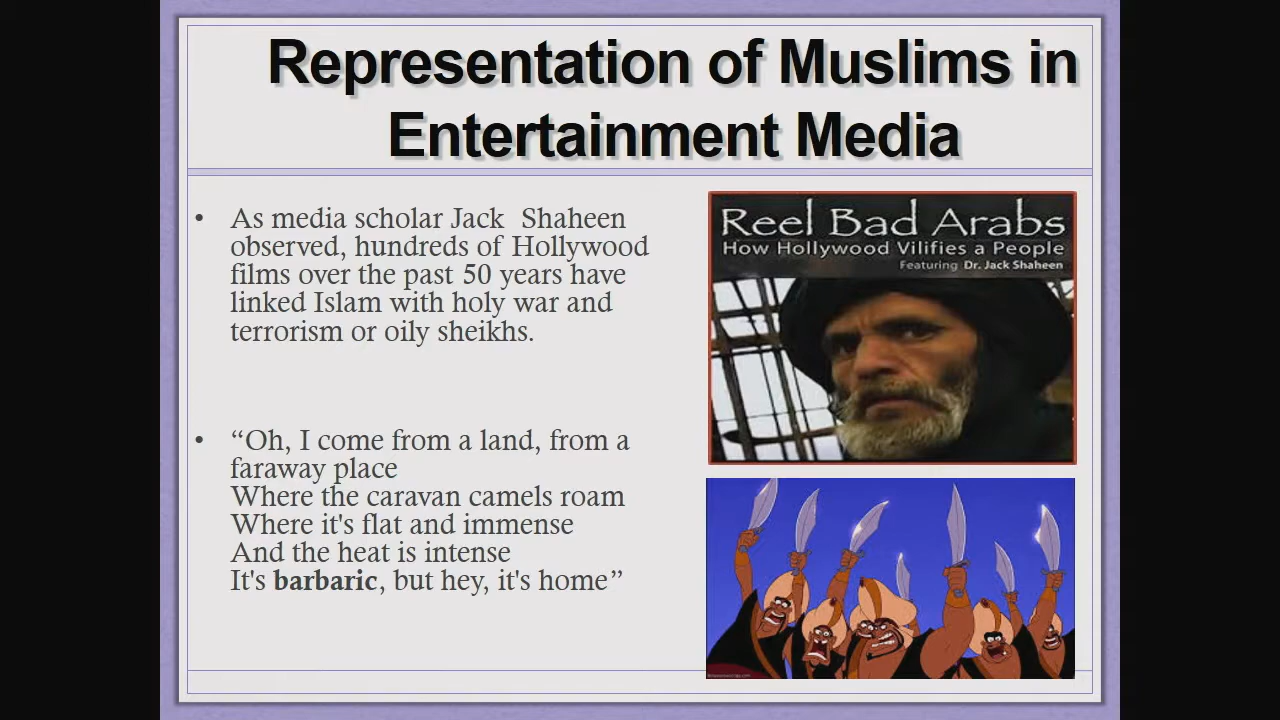 Representation of Muslims in
Entertainment Media
• As media scholar Jack  Shaheen
observed, hundreds of Hollywood
films over the past 50 years have
linked Islam with holy war and
terrorism or oily sheikhs.
• “Oh, I come from a land, from a
faraway place
Where the caravan camels roam
Where it's flat and immense
And the heat is intense
It's barbaric, but hey, it's home”
Reel Bad Arabs
How Hollywood Vilifies a People
Featuring Dr. Jack Shaheen